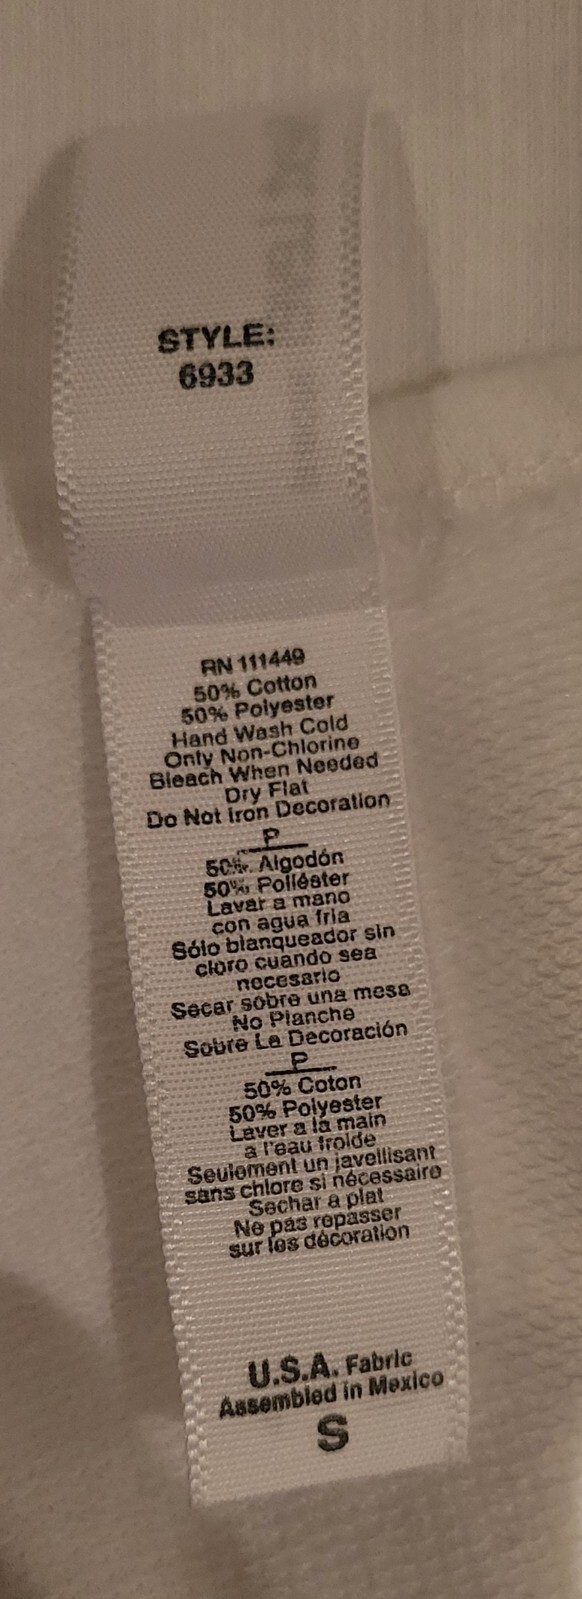 STYLE:
6933
RN 111449
50% Cotton
50% Polyester
Hand Wash Cold
Only Non-Chlorine
Bleach When Needed
Dry Flat
Do Not Iron Decoration
P
50% Algodón
50% Poliéster
Lavar a mano
con agua fria
Sólo blanqueador sin
cloro cuando sea
necesario
Secar sobre una mesa
No Planche
Sobre La Decoración
P
50% Coton
50% Polyester
Laver a la main
a l'eau froide
Seulement un javellisant
sans chlore si nécessaire
Sechar a plat
Ne pas repasser
sur les décoration
U.S.A. Fabric
Assembled in Mexico
S